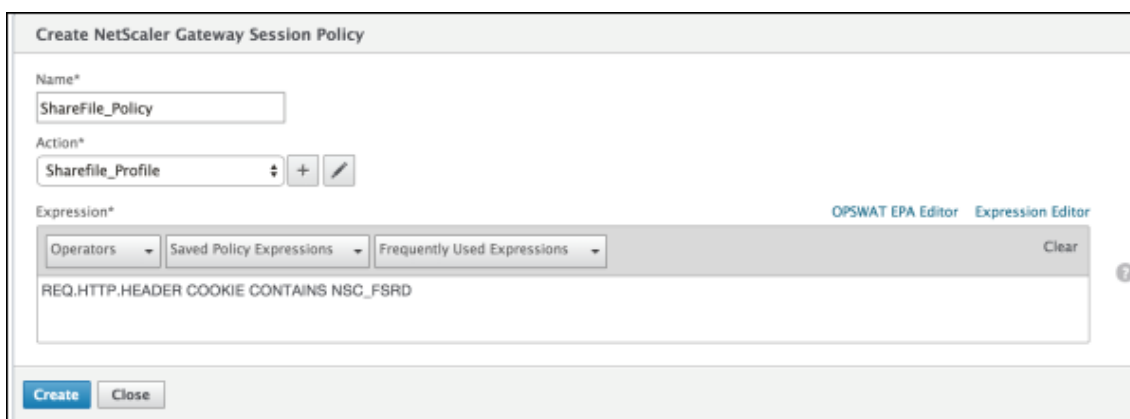 Create NetScaler Gateway Session Policy
Name*
ShareFile_Policy
Action*
Sharefile_Profile
Expression* OPSWAT EPA Editor Expression Editor
Operators Saved Policy Expressions Frequently Used Expressions Clear
REQ.HTTP.HEADER COOKIE CONTAINS NSC_FSRD
Create Close